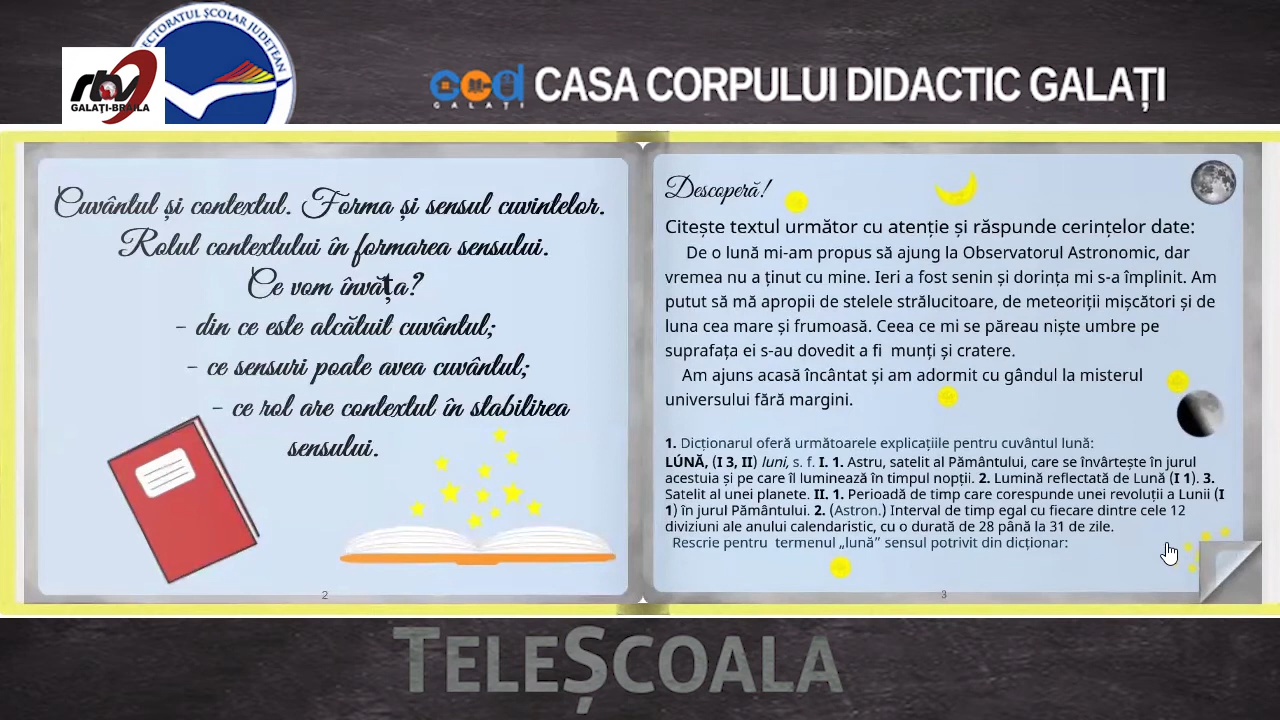 INSPECTORATUL ȘCOLAR JUDEȚEAN
rtv
GALAȚI-BRĂILA
ccd
GALAȚI
CASA CORPULUI DIDACTIC GALAȚI
Cuvântul și contextul. Forma și sensul cuvintelor.
Rolul contextului în formarea sensului.
Ce vom învăța?
- din ce este alcătuit cuvântul;
- ce sensuri poate avea cuvântul;
- ce rol are contextul în stabilirea
sensului.
2
Descoperă!
Citește textul următor cu atenție și răspunde cerințelor date:
De o lună mi-am propus să ajung la Observatorul Astronomic, dar
vremea nu a ținut cu mine. Ieri a fost senin și dorința mi s-a împlinit. Am
putut să mă apropii de stelele strălucitoare, de meteoriții mișcători și de
luna cea mare și frumoasă. Ceea ce mi se păreau niște umbre pe
suprafața ei s-au dovedit a fi munți și cratere.
Am ajuns acasă încântat și am adormit cu gândul la misterul
universului fără margini.
1. Dicționarul oferă următoarele explicațiile pentru cuvântul lună:
LÚNĂ, (I 3, II) luni, s. f. I. 1. Astru, satelit al Pământului, care se învârtește în jurul
acestuia și pe care îl luminează în timpul nopții. 2. Lumină reflectată de Lună (I 1). 3.
Satelit al unei planete. II. 1. Perioadă de timp care corespunde unei revoluții a Lunii (I
1) în jurul Pământului. 2. (Astron.) Interval de timp egal cu fiecare dintre cele 12
diviziuni ale anului calendaristic, cu o durată de 28 până la 31 de zile.
Rescrie pentru termenul „lună” sensul potrivit din dicționar:
3
TELEȘCOALA